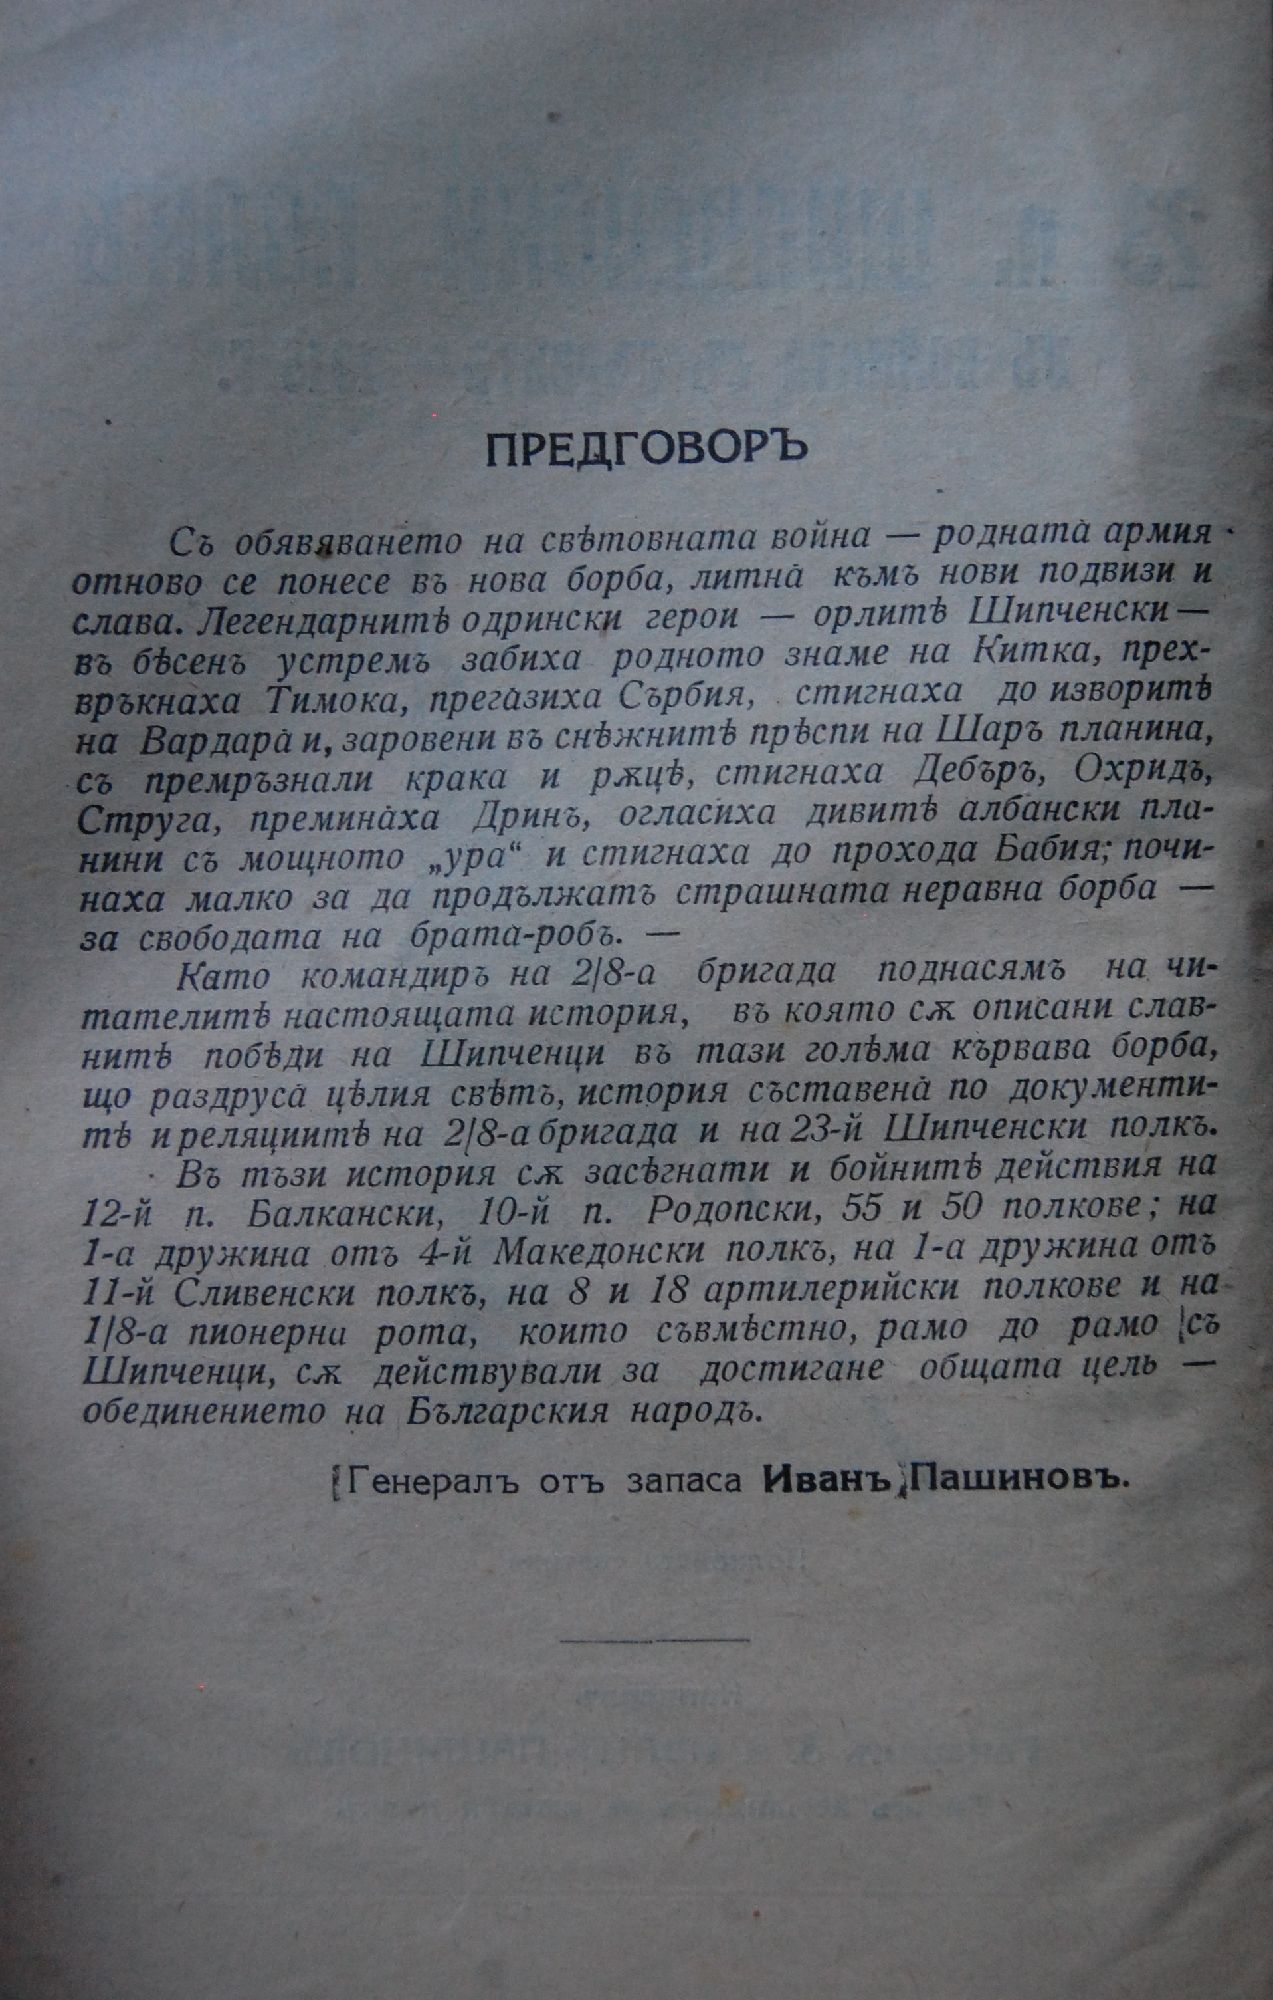 ПРЕДГОВОРЪ
Съ обявяването на свѣтовната война — родната армия
отново се понесе въ нова борба, литна към нови подвизи и
слава. Легендарнитѣ одрински герои — орлитѣ Шипченски —
въ бѣсенъ устремъ забиха родното знаме на Китка, прех-
връкнаха Тимока, прегазиха Сърбия, стигнаха до изворитѣ
на Вардара и, заровени въ снѣжнитѣ прѣспи на Шаръ планина,
съ премръзнали крака и рѫцѣ, стигнаха Дебъръ, Охридъ,
Струга, преминаха Дринъ, огласиха дивитѣ албански пла-
нини съ мощното „ура“ и стигнаха до прохода Бабия; почи-
наха малко за да продължатъ страшната неравна борба —
за свободата на брата-робъ. —
Като командиръ на 2/8-а бригада поднасямъ на чи-
тателитѣ настоящата история, въ която сѫ описани слав-
нитѣ побѣди на Шипченци въ тази голѣма кървава борба,
що раздруса цѣлия свѣтъ, история съставена по документи-
тѣ и реляциитѣ на 2/8-а бригада и на 23-й Шипченски полкъ.
Въ тъзи история сѫ засѣгнати и бойнитѣ действия на
12-й п. Балкански, 10-й п. Родопски, 55 и 50 полкове; на
1-а дружина отъ 4-й Македонски полкъ, на 1-а дружина отъ
11-й Сливенски полкъ, на 8 и 18 артилерийски полкове и на
1/8-а пионерна рота, които съвмѣстно, рамо до рамо съ
Шипченци, сѫ действували за достигане общата цель —
обединението на Българския народъ.
Генералъ отъ запаса Иванъ Пашиновъ.